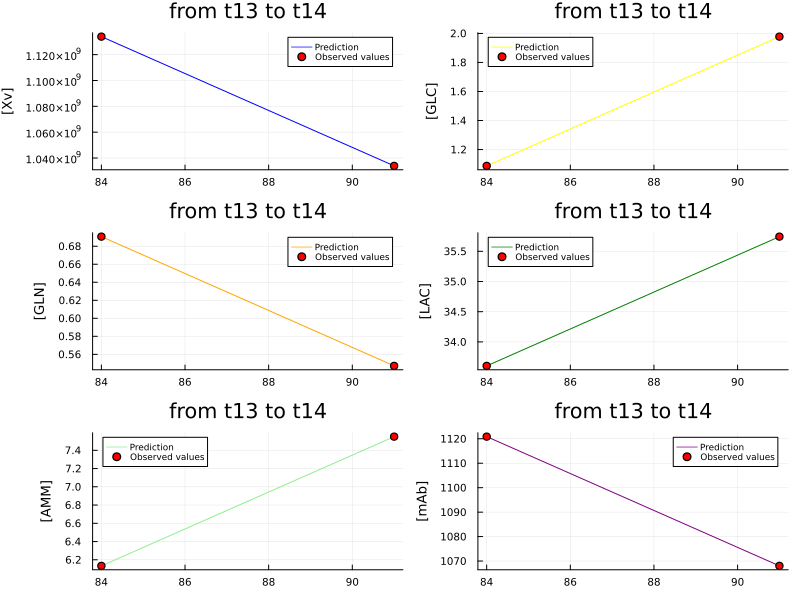 from t13 to t14
[Xv]
1.120×10⁹
1.100×10⁹
1.080×10⁹
1.060×10⁹
1.040×10⁹
84 86 88 90
Prediction
Observed values
from t13 to t14
[GLC]
2.0
1.8
1.6
1.4
1.2
84 86 88 90
Prediction
Observed values
from t13 to t14
[GLN]
0.68
0.66
0.64
0.62
0.60
0.58
0.56
84 86 88 90
Prediction
Observed values
from t13 to t14
[LAC]
35.5
35.0
34.5
34.0
84 86 88 90
Prediction
Observed values
from t13 to t14
[AMM]
7.4
7.2
7.0
6.8
6.6
6.4
6.2
84 86 88 90
Prediction
Observed values
from t13 to t14
[mAb]
1120
1110
1100
1090
1080
1070
84 86 88 90
Prediction
Observed values